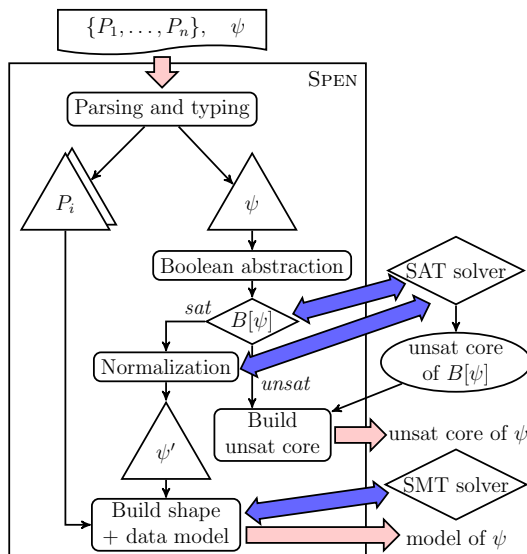 {P₁, . . . , Pₙ}, ψ
SPEN
Parsing and typing
Pᵢ
ψ
Boolean abstraction
SAT solver
sat
B[ψ]
Normalization
unsat
unsat core
of B[ψ]
Build
unsat core
unsat core of ψ
ψ′
SMT solver
Build shape
+ data model
model of ψ